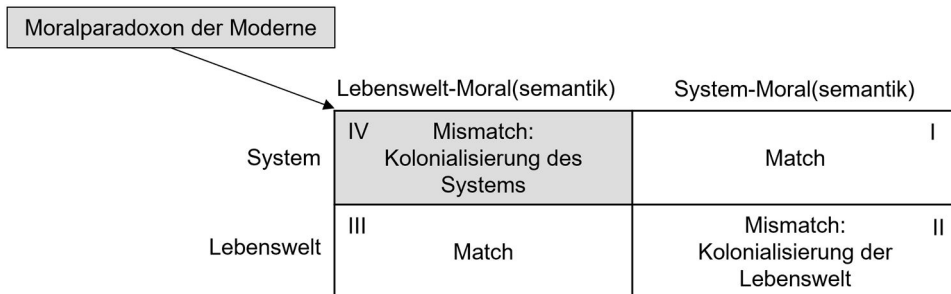 Moralparadoxon der Moderne
Lebenswelt-Moral(semantik) System-Moral(semantik)
System
IV Mismatch:
Kolonialisierung des
Systems
I
Match
Lebenswelt
III
Match
Mismatch: II
Kolonialisierung der
Lebenswelt